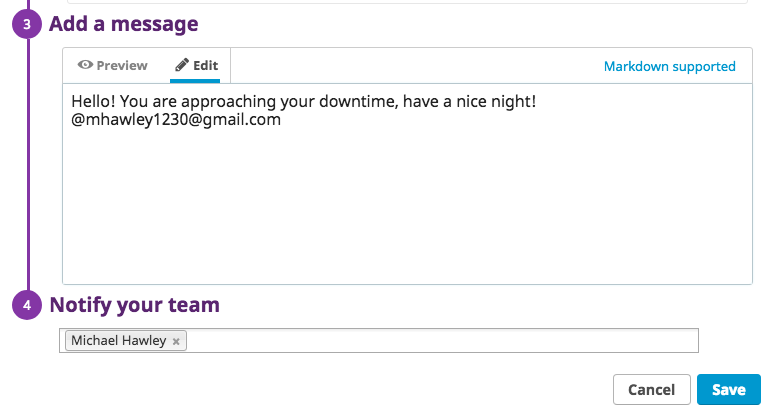 3 Add a message
Preview Edit Markdown supported
Hello! You are approaching your downtime, have a nice night!
@mhawley1230@gmail.com
4 Notify your team
Michael Hawley ×
Cancel Save